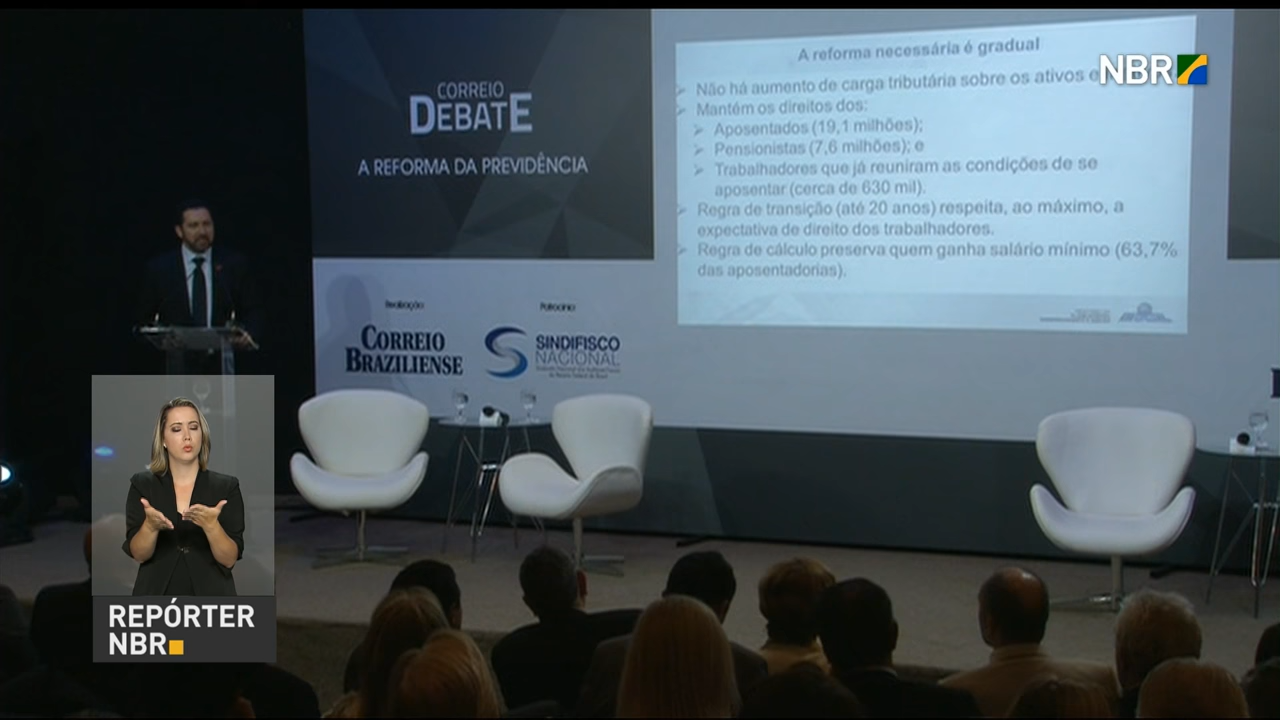 A reforma necessária é gradual
NBR
Não há aumento de carga tributária sobre os ativos e
Mantém os direitos dos:
Aposentados (19,1 milhões);
Pensionistas (7,6 milhões); e
Trabalhadores que já reuniram as condições de se
aposentar (cerca de 630 mil).
Regra de transição (até 20 anos) respeita, ao máximo, a
expectativa de direito dos trabalhadores.
Regra de cálculo preserva quem ganha salário mínimo (63,7%
das aposentadorias).
CORREIO
DEBATE
A REFORMA DA PREVIDÊNCIA
Realização:
CORREIO
BRAZILIENSE
Patrocínio:
SINDIFISCO
NACIONAL
REPÓRTER
NBR